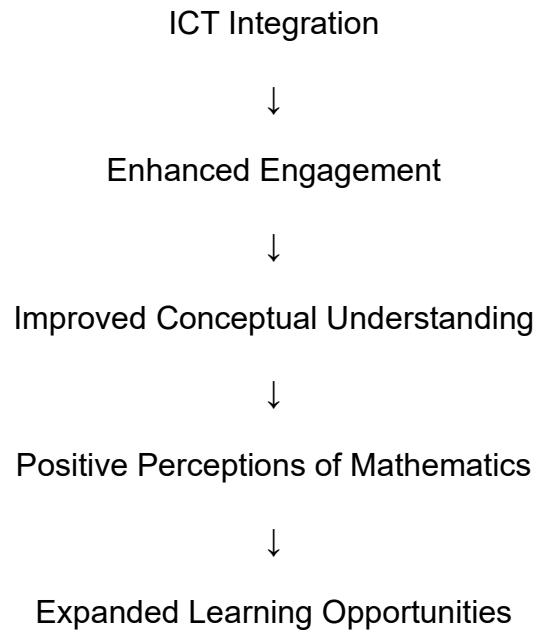 ICT Integration
↓
Enhanced Engagement
↓
Improved Conceptual Understanding
↓
Positive Perceptions of Mathematics
↓
Expanded Learning Opportunities